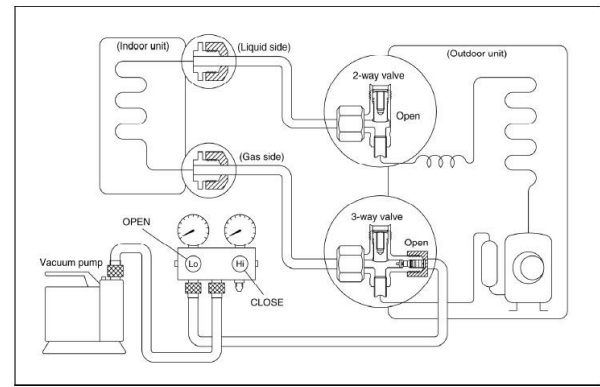 (Indoor unit)
(Liquid side)
(Outdoor unit)
2-way valve
Open
(Gas side)
3-way valve
Open
OPEN
Vacuum pump
Lo
Hi
CLOSE